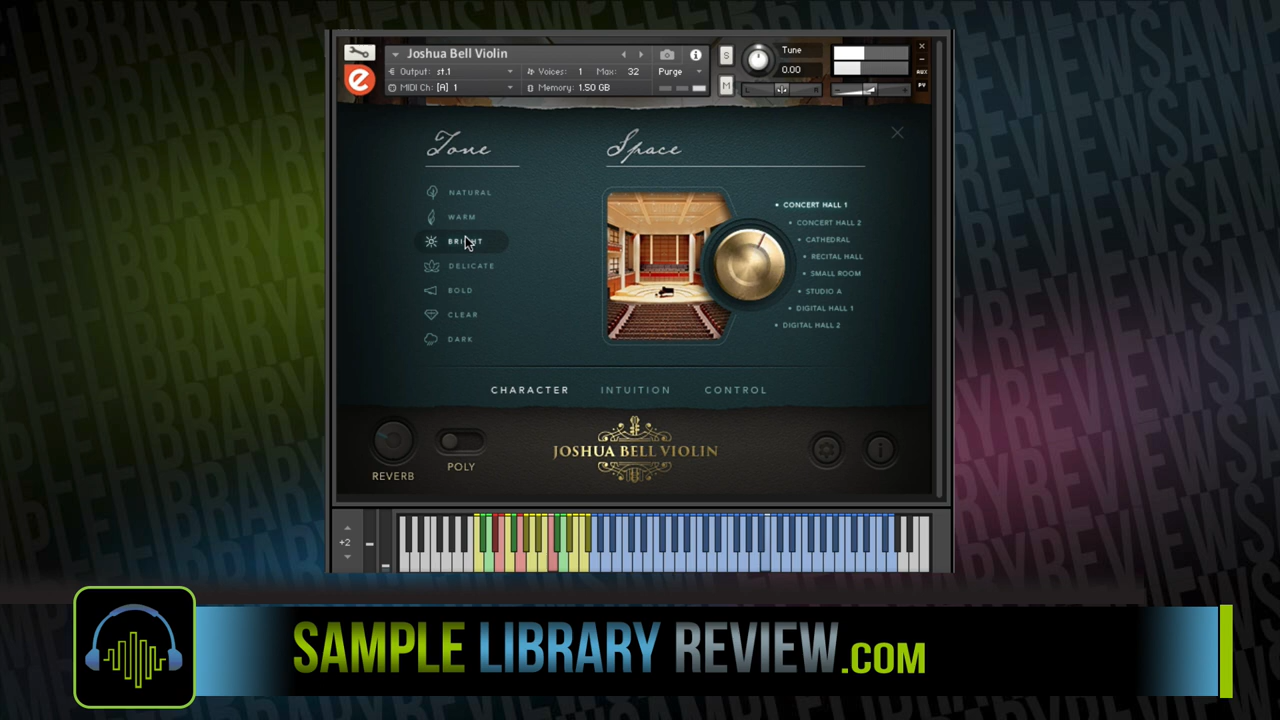 Joshua Bell Violin
Output: st.1
Voices: 1 Max: 32
Purge
MIDI Ch: [A] 1
Memory: 1.50 GB
S
M
Tune
0.00
L
R
AUX
PV
Tone
NATURAL
WARM
BRIGHT
DELICATE
BOLD
CLEAR
DARK
Space
CONCERT HALL 1
CONCERT HALL 2
CATHEDRAL
RECITAL HALL
SMALL ROOM
STUDIO A
DIGITAL HALL 1
DIGITAL HALL 2
CHARACTER INTUITION CONTROL
REVERB
POLY
JOSHUA BELL VIOLIN
+2
SAMPLE LIBRARY REVIEW.COM